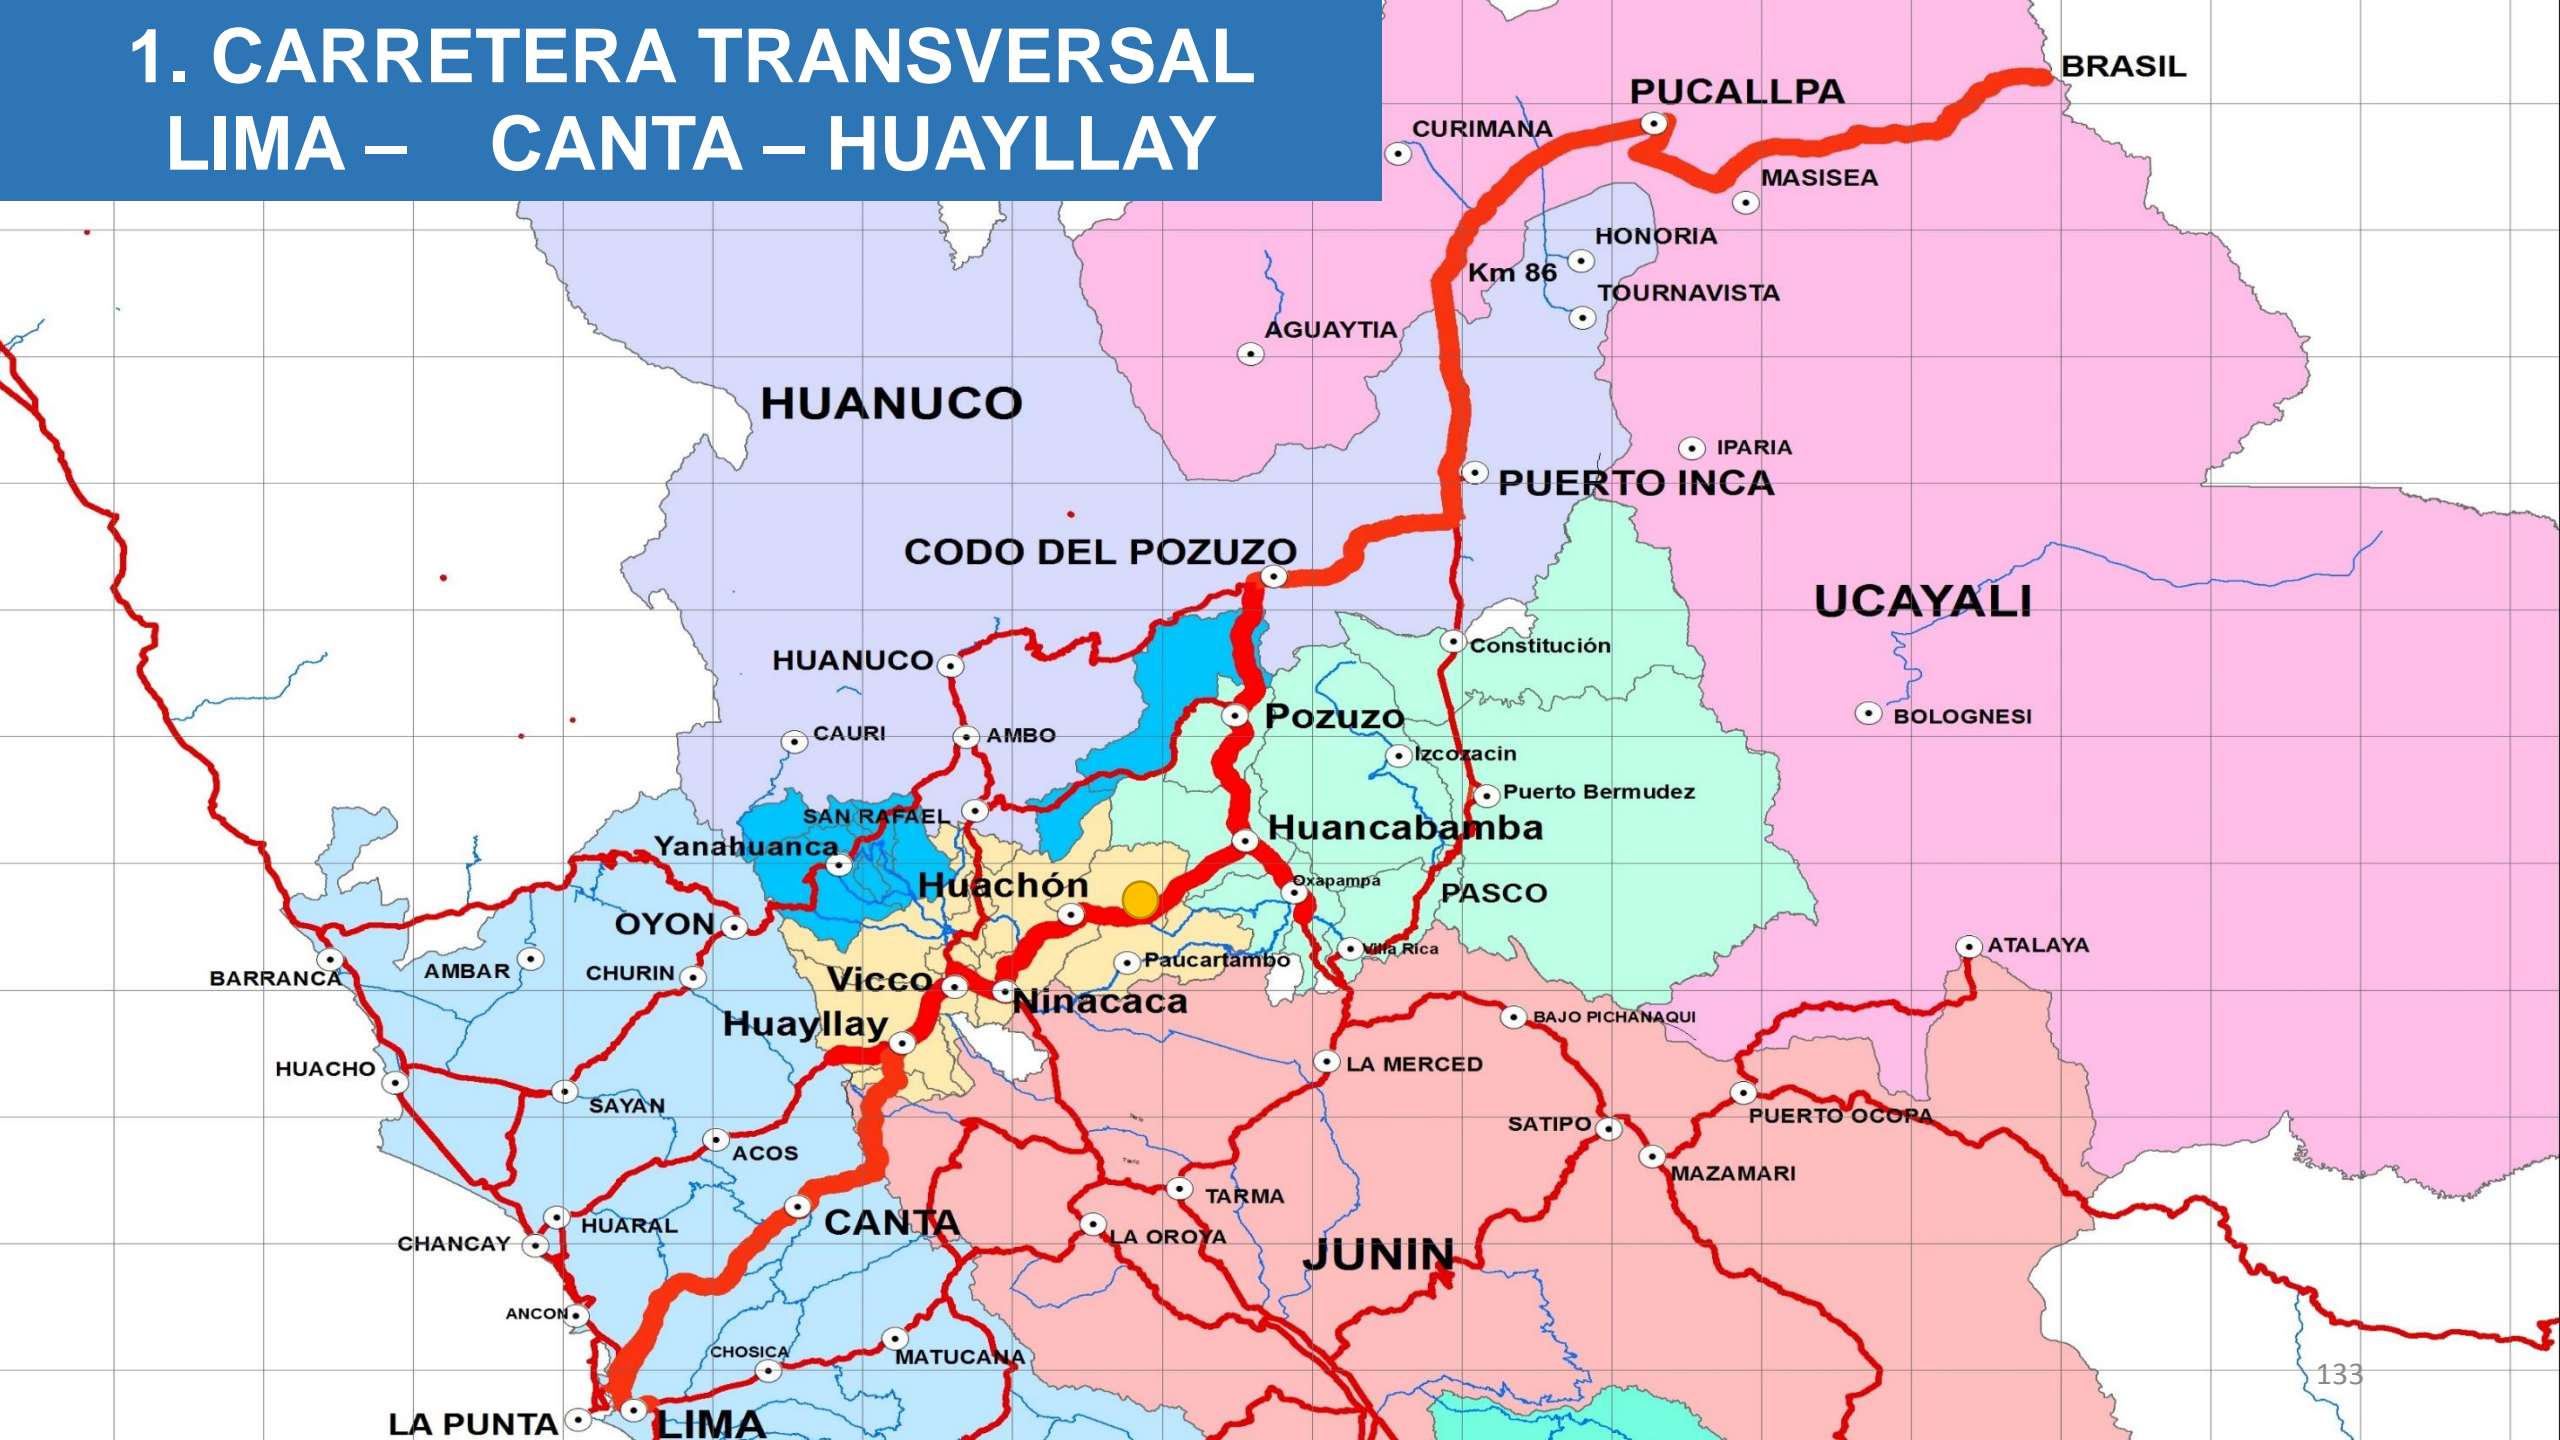 1. CARRETERA TRANSVERSAL
LIMA – CANTA – HUAYLLAY
BRASIL
PUCALLPA
CURIMANA
MASISEA
HONORIA
Km 86
TOURNAVISTA
AGUAYTIA
HUANUCO
IPARIA
PUERTO INCA
CODO DEL POZUZO
UCAYALI
Constitución
HUANUCO
Pozuzo
BOLOGNESI
CAURI
AMBO
Izcozacin
Puerto Bermudez
SAN RAFAEL
Huancabamba
Yanahuanca
Huachón
Oxapampa
PASCO
OYON
Villa Rica
ATALAYA
Paucartambo
BARRANCA
AMBAR
CHURIN
Vicco
Ninacaca
Huayllay
BAJO PICHANAQUI
HUACHO
LA MERCED
SAYAN
PUERTO OCOPA
SATIPO
ACOS
MAZAMARI
TARMA
CANTA
HUARAL
LA OROYA
CHANCAY
JUNIN
ANCON
CHOSICA
MATUCANA
133
LA PUNTA
LIMA